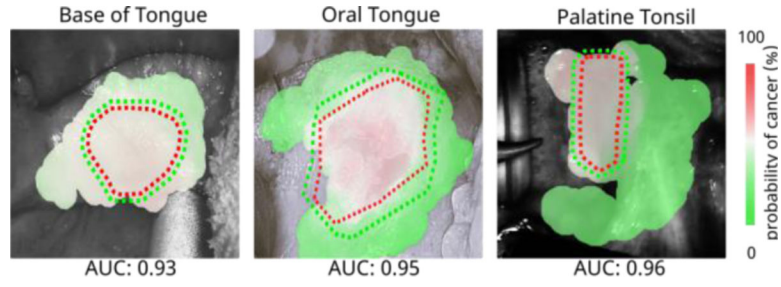 Base of Tongue
Oral Tongue
Palatine Tonsil
100
probability of cancer (%)
0
AUC: 0.93
AUC: 0.95
AUC: 0.96